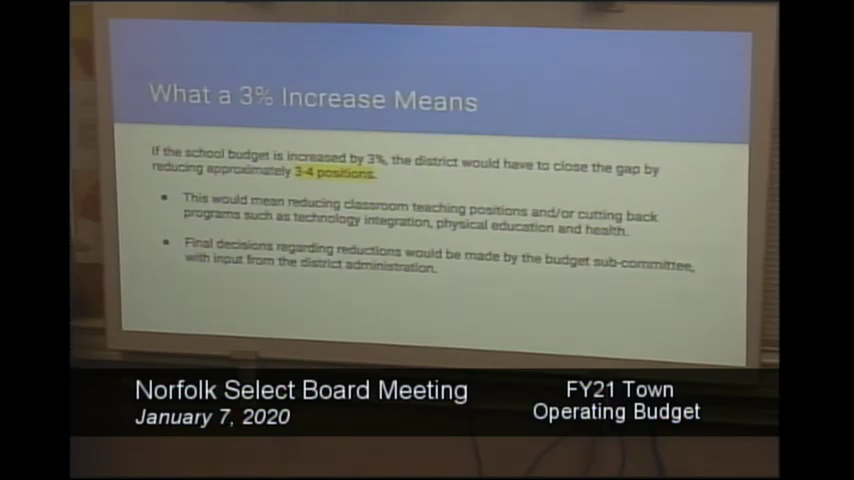 What a 3% Increase Means
If the school budget is increased by 3%, the district would have to close the gap by
reducing approximately 3-4 positions.
▪ This would mean reducing classroom teaching positions and/or cutting back
programs such as technology integration, physical education and health.
▪ Final decisions regarding reductions would be made by the budget sub-committee,
with input from the district administration.
Norfolk Select Board Meeting
January 7, 2020
FY21 Town
Operating Budget